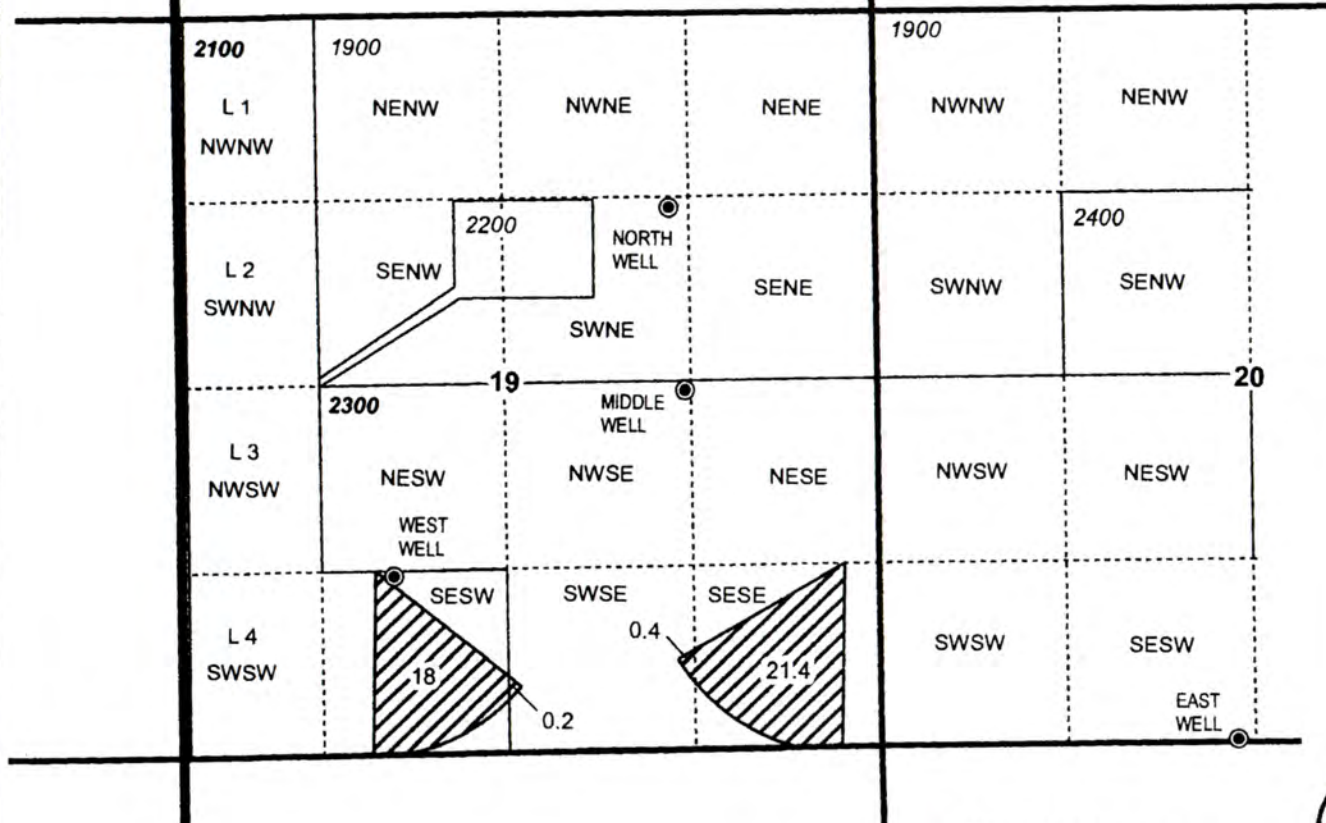 2100
1900
1900
L 1
NWNW
NENW
NWNE
NENE
NWNW
NENW
2200
2400
NORTH
WELL
L 2
SWNW
SENW
SENE
SWNW
SENW
SWNE
19
20
2300
MIDDLE
WELL
L 3
NWSW
NESW
NWSE
NESE
NWSW
NESW
WEST
WELL
SESW
SWSE
SESE
0.4
L 4
SWSW
SWSW
SESW
18
21.4
0.2
EAST
WELL